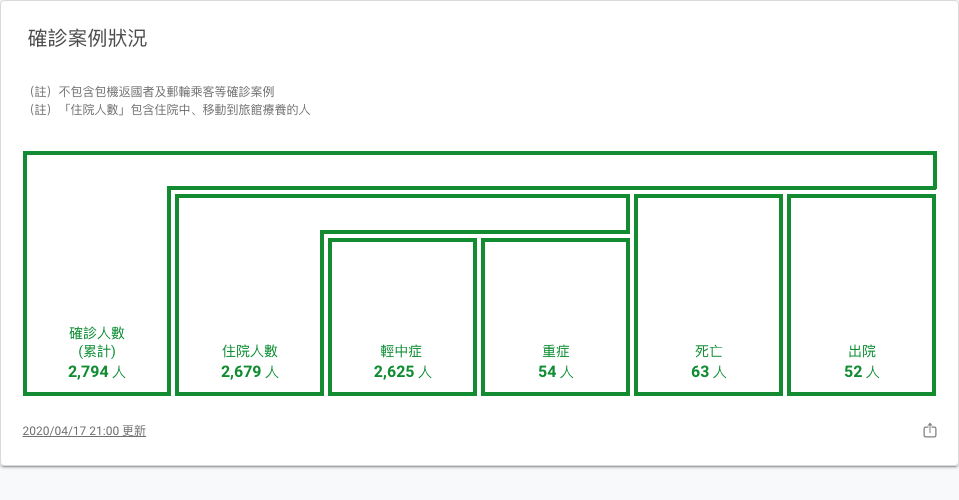 確診案例狀況
（註）不包含包機返國者及郵輪乘客等確診案例
（註）「住院人數」包含住院中、移動到旅館療養的人
確診人數
(累計)
2,794 人
住院人數
2,679 人
輕中症
2,625 人
重症
54 人
死亡
63 人
出院
52 人
2020/04/17 21:00 更新